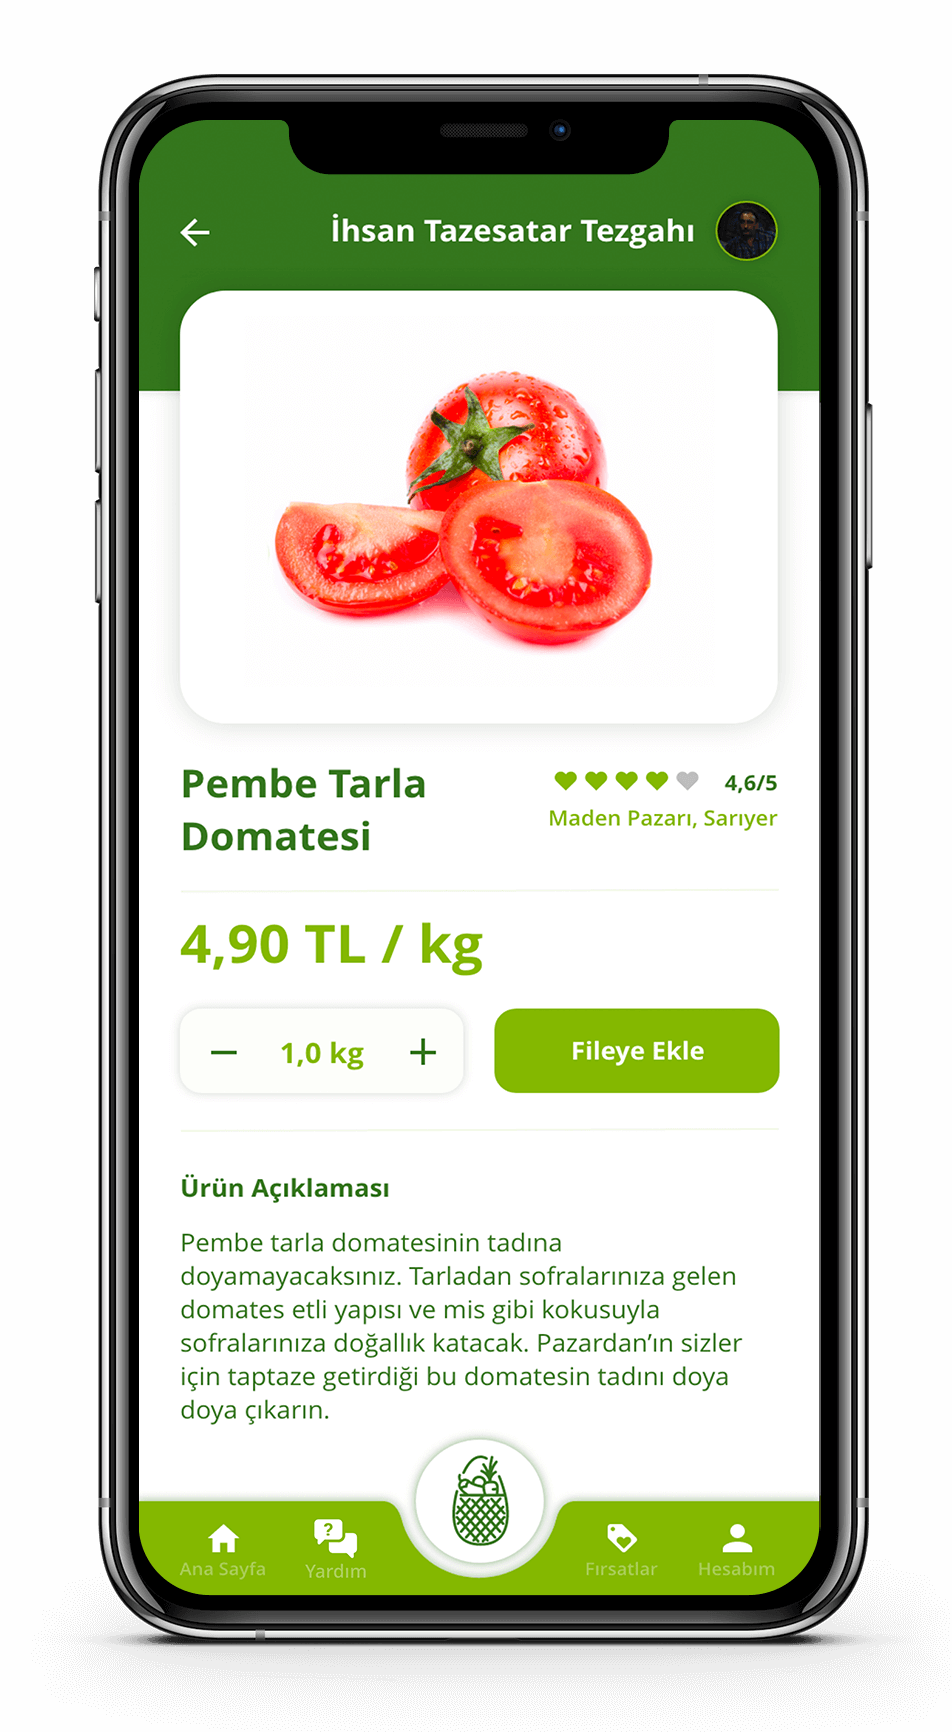 İhsan Tazesatar Tezgahı
Pembe Tarla
Domatesi
4,6/5
Maden Pazarı, Sarıyer
4,90 TL / kg
− 1,0 kg +
Fileye Ekle
Ürün Açıklaması
Pembe tarla domatesinin tadına
doyamayacaksınız. Tarladan sofralarınıza gelen
domates etli yapısı ve mis gibi kokusuyla
sofralarınıza doğallık katacak. Pazardan’ın sizler
için taptaze getirdiği bu domatesin tadını doya
doya çıkarın.
?
Ana Sayfa
Yardım
Fırsatlar
Hesabım